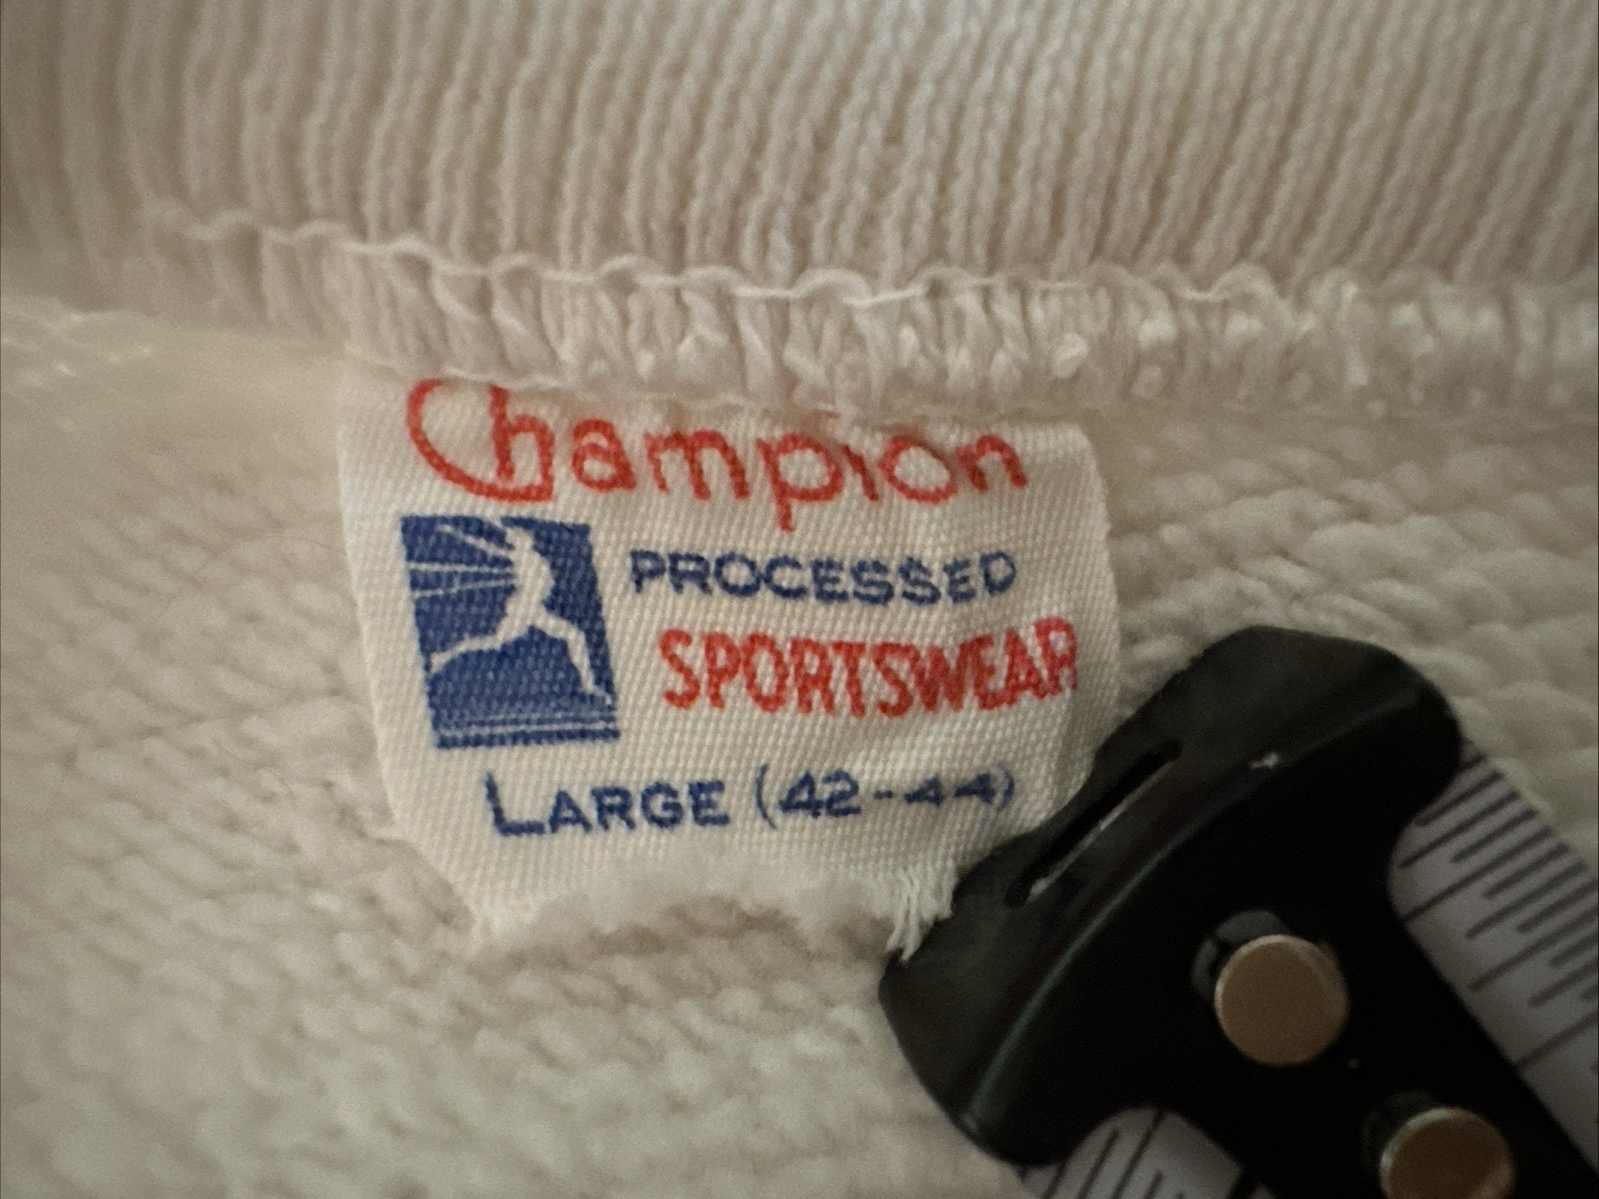 Champion
PROCESSED
SPORTSWEAR
LARGE (42-44)